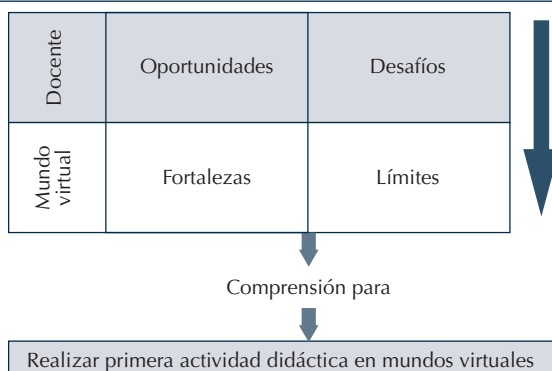 Docente
Oportunidades
Desafíos
Mundo
virtual
Fortalezas
Límites
Comprensión para
Realizar primera actividad didáctica en mundos virtuales